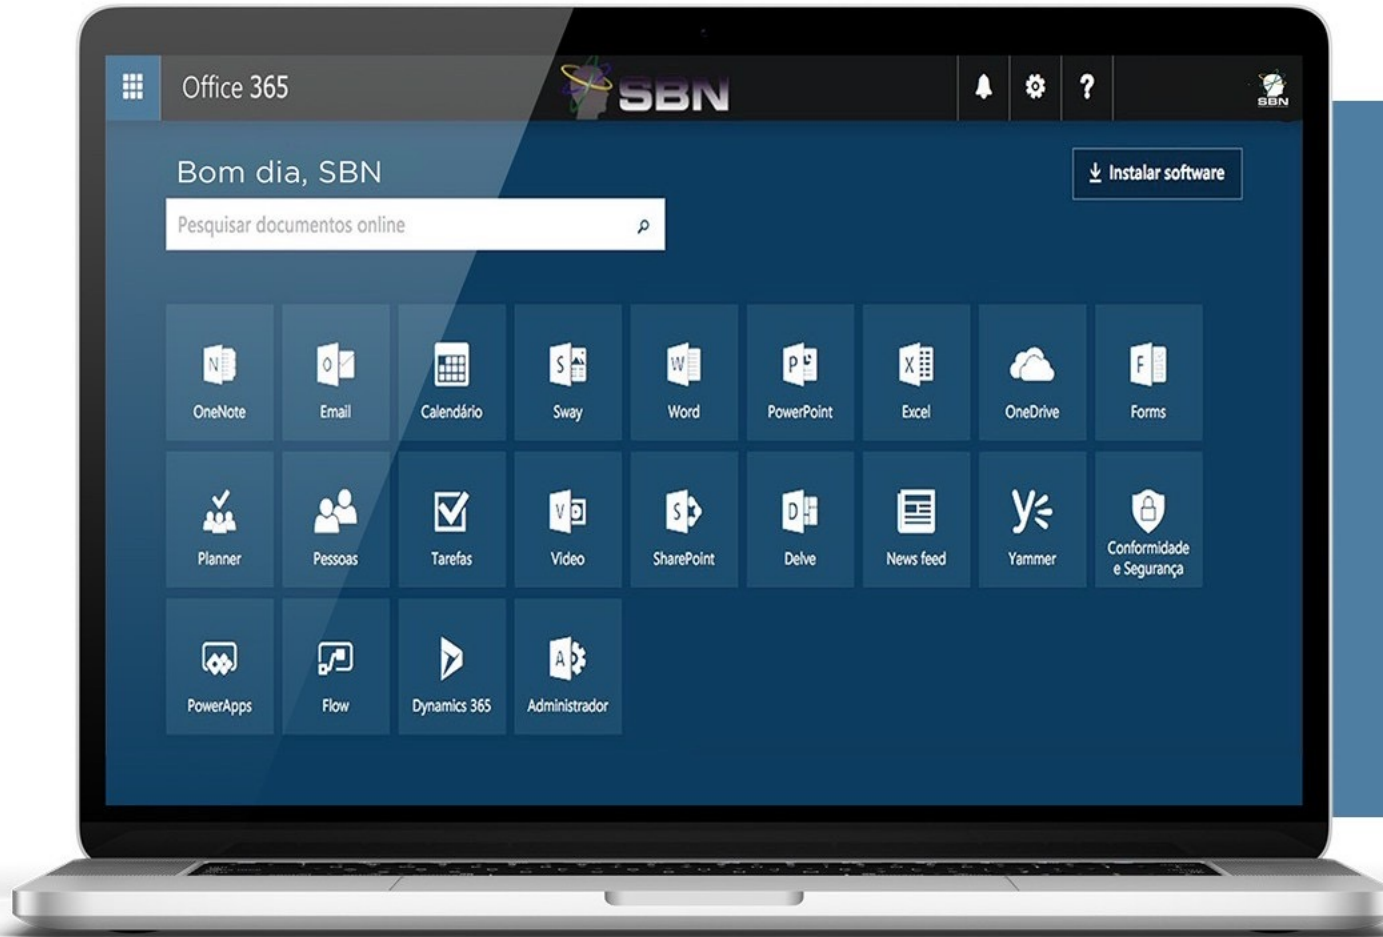 Office 365
SBN
?
SBN
Bom dia, SBN
Instalar software
Pesquisar documentos online
N
O
S
W
P
X
F
OneNote
Email
Calendário
Sway
Word
PowerPoint
Excel
OneDrive
Forms
V
S
D
Planner
Pessoas
Tarefas
Video
SharePoint
Delve
News feed
Yammer
Conformidade
e Segurança
A
PowerApps
Flow
Dynamics 365
Administrador